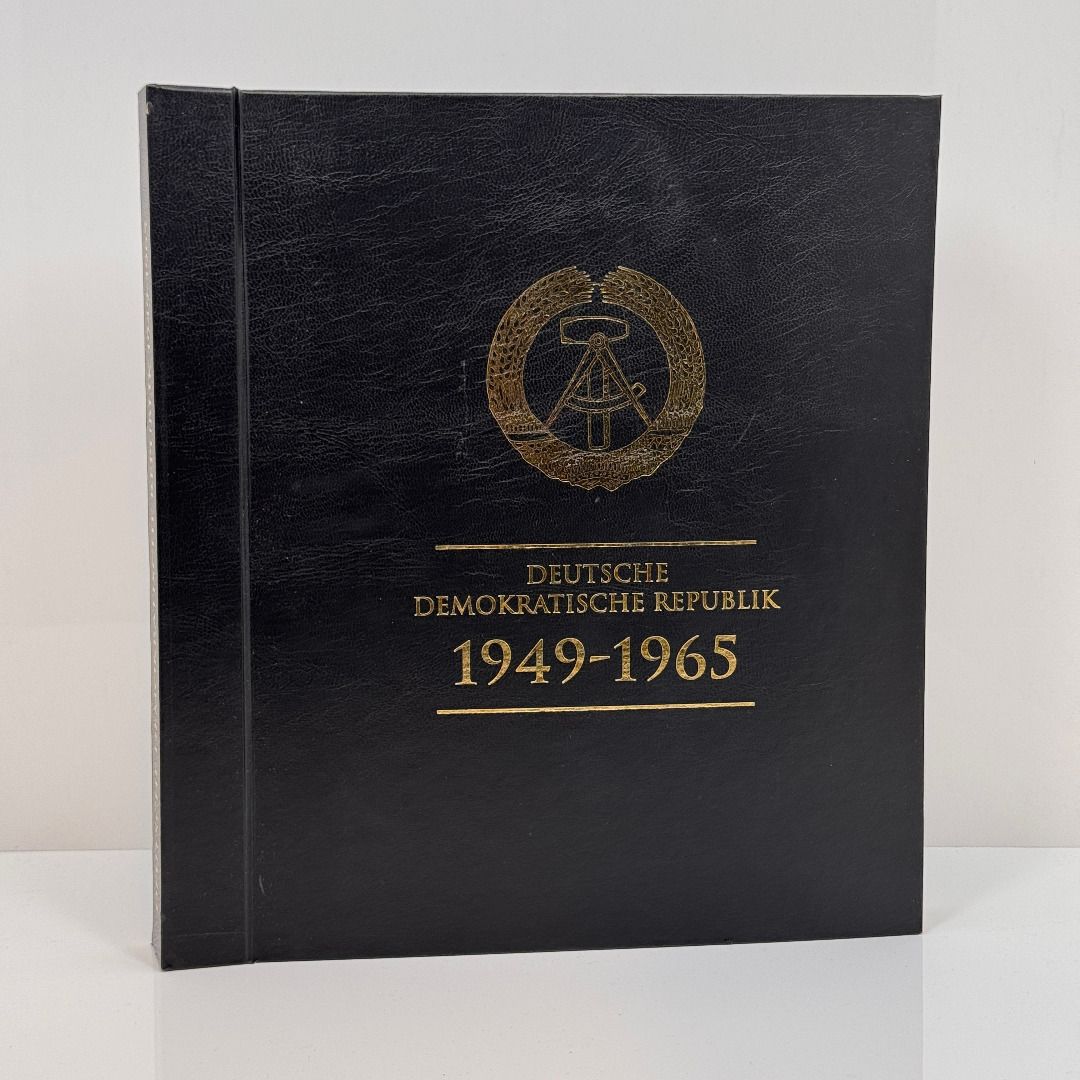 DEUTSCHE
DEMOKRATISCHE REPUBLIK
1949-1965